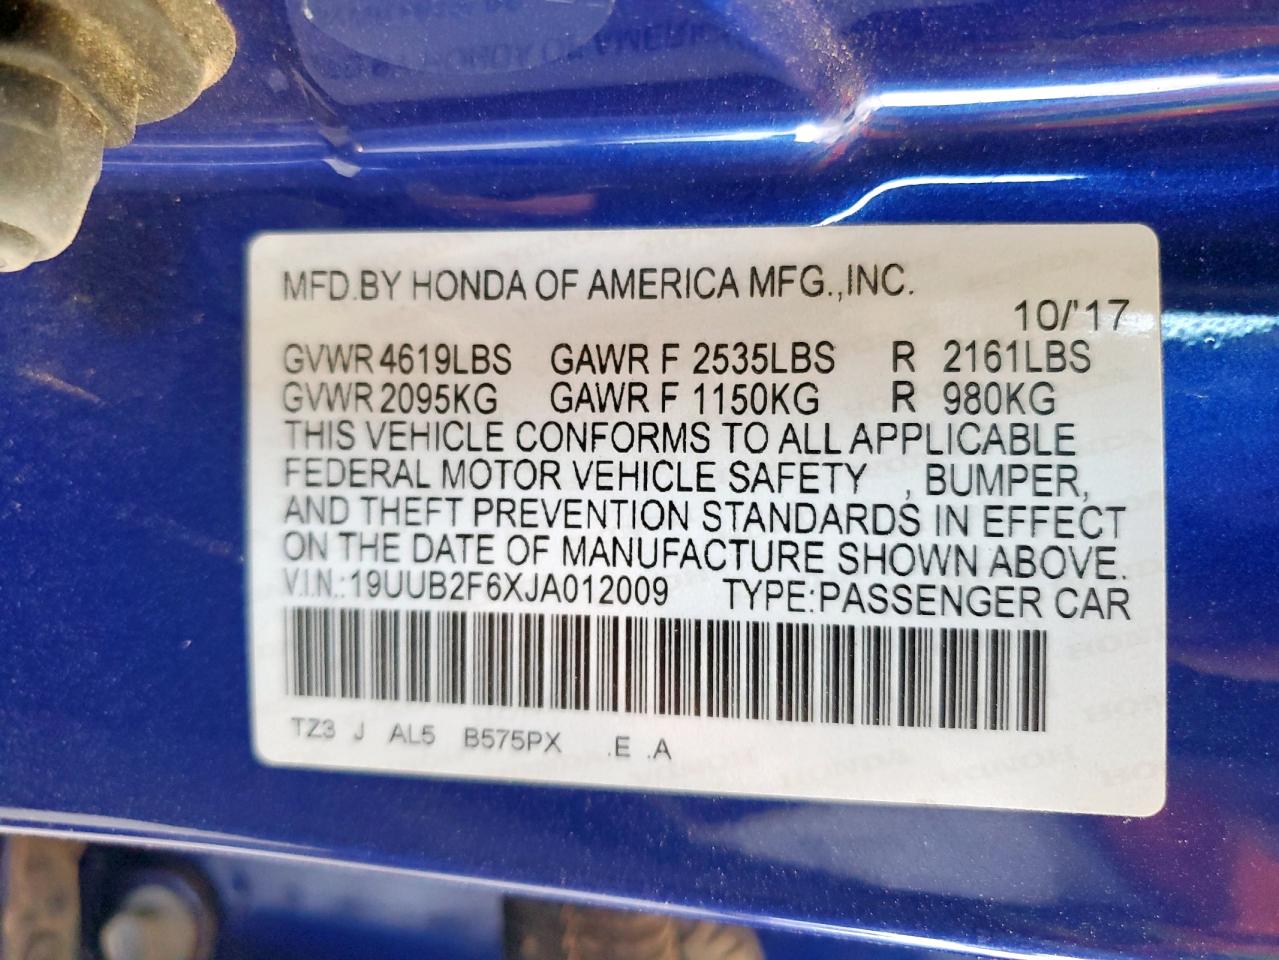 MFD.BY HONDA OF AMERICA MFG.,INC.
10/'17
GVWR 4619LBS GAWR F 2535LBS R 2161LBS
GVWR 2095KG GAWR F 1150KG R 980KG
THIS VEHICLE CONFORMS TO ALL APPLICABLE
FEDERAL MOTOR VEHICLE SAFETY , BUMPER,
AND THEFT PREVENTION STANDARDS IN EFFECT
ON THE DATE OF MANUFACTURE SHOWN ABOVE.
V.I.N.:19UUB2F6XJA012009 TYPE:PASSENGER CAR
TZ3 J AL5 B575PX .E .A